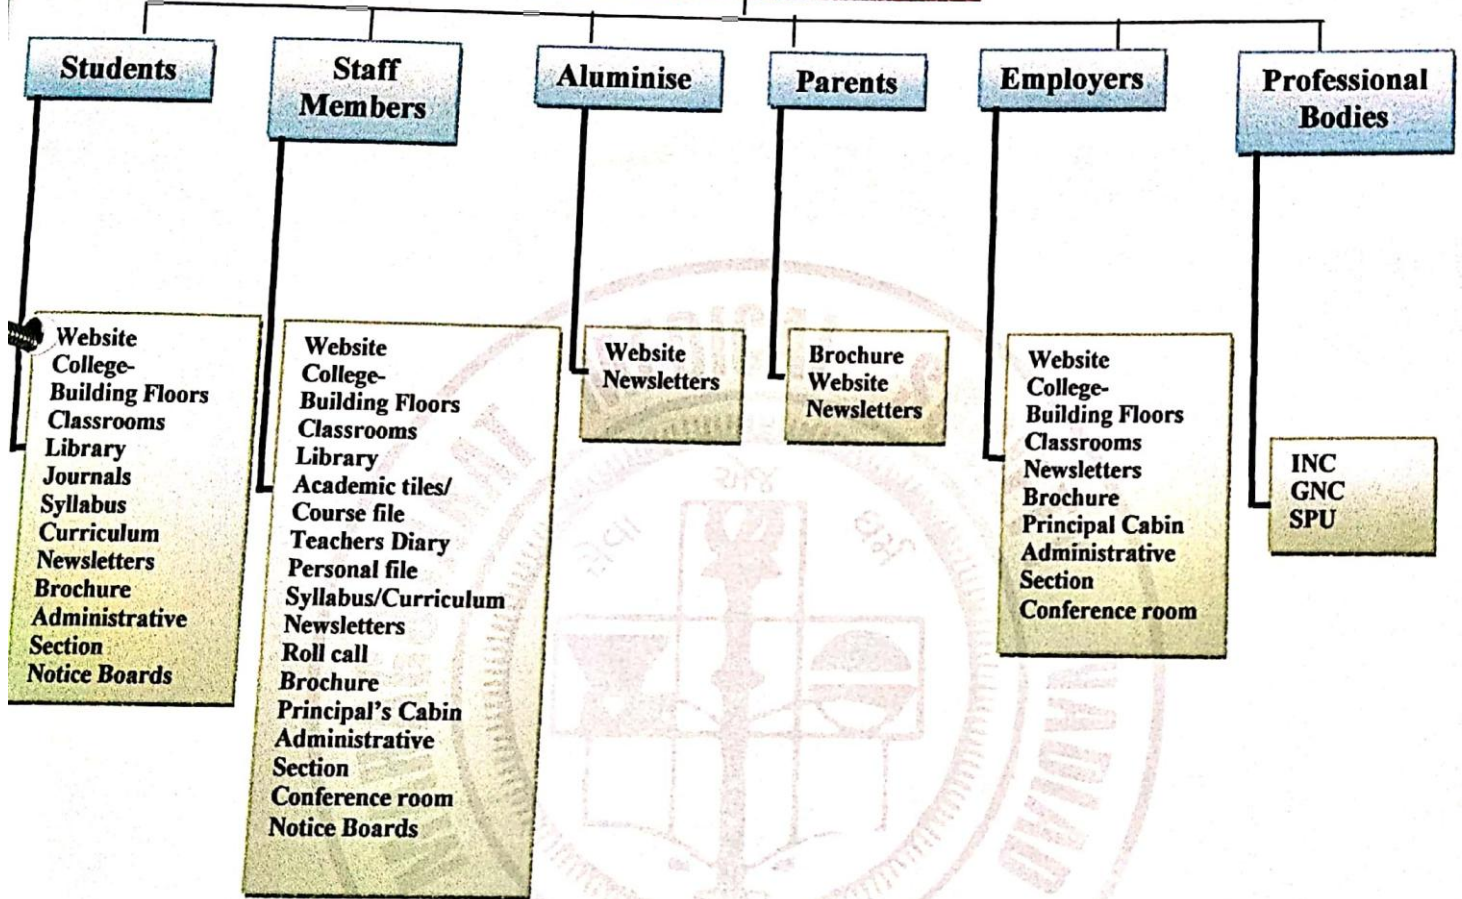 Students
Staff
Members
Aluminise
Parents
Employers
Professional
Bodies
Website
College-
Building Floors
Classrooms
Library
Journals
Syllabus
Curriculum
Newsletters
Brochure
Administrative
Section
Notice Boards
Website
College-
Building Floors
Classrooms
Library
Academic tiles/
Course file
Teachers Diary
Personal file
Syllabus/Curriculum
Newsletters
Roll call
Brochure
Principal's Cabin
Administrative
Section
Conference room
Notice Boards
Website
Newsletters
Brochure
Website
Newsletters
Website
College-
Building Floors
Classrooms
Newsletters
Brochure
Principal Cabin
Administrative
Section
Conference room
INC
GNC
SPU